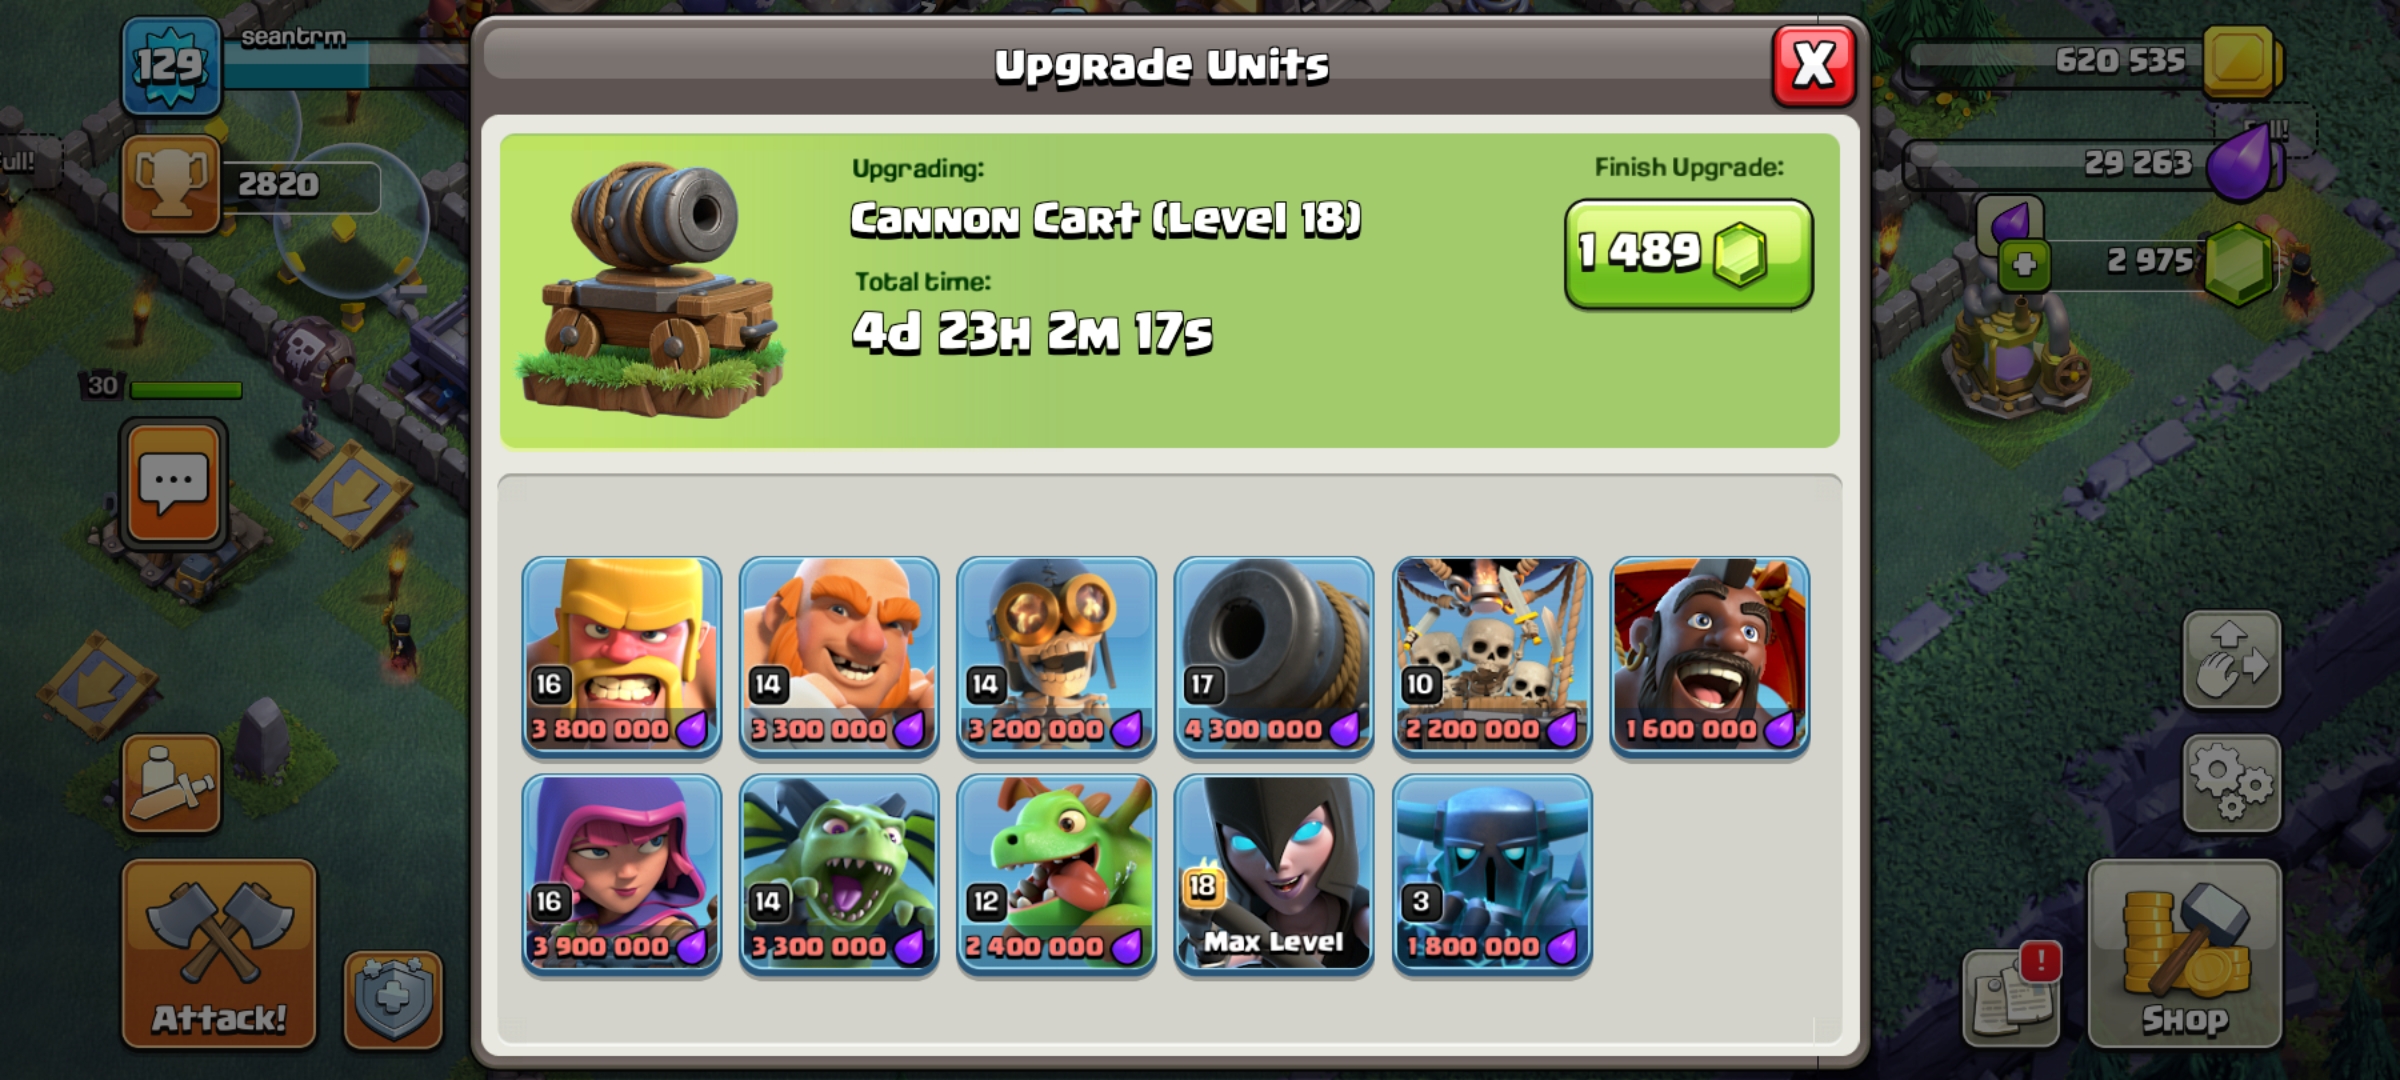 129
seantrm
Upgrade Units
X
620 535
Full!
2820
29 263
2 975
30
Upgrading:
Cannon Cart (Level 18)
Total time:
4d 23H 2M 17s
Finish Upgrade:
1 489
16
3 800 000
14
3 300 000
14
3 200 000
17
4 300 000
10
2 200 000
1 600 000
16
3 900 000
14
3 300 000
12
2 400 000
18
Max Level
3
1 800 000
Attack!
!
Shop